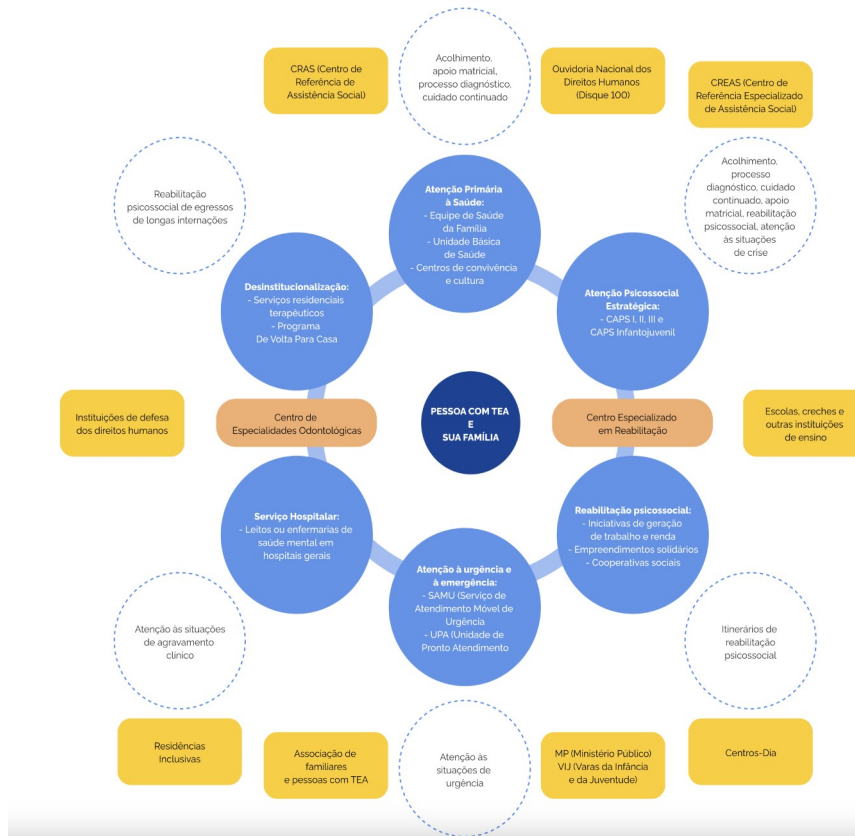 CRAS (Centro de
Referência de
Assistência Social)
Acolhimento,
apoio matricial,
processo diagnóstico,
cuidado continuado
Ouvidoria Nacional dos
Direitos Humanos
(Disque 100)
CREAS (Centro de
Referência Especializado
de Assistência Social)
Reabilitação
psicossocial de egressos
de longas internações
Atenção Primária
à Saúde:
- Equipe de Saúde
da Família
- Unidade Básica
de Saúde
- Centros de convivência
e cultura
Acolhimento,
processo
diagnóstico, cuidado
continuado, apoio
matricial, reabilitação
psicossocial, atenção
às situações
de crise
Desinstitucionalização:
- Serviços residenciais
terapêuticos
- Programa
De Volta Para Casa
Atenção Psicossocial
Estratégica:
- CAPS I, II, III e
CAPS Infantojuvenil
Instituições de defesa
dos direitos humanos
Centro de
Especialidades Odontológicas
PESSOA COM TEA
E
SUA FAMÍLIA
Centro Especializado
em Reabilitação
Escolas, creches e
outras instituições
de ensino
Serviço Hospitalar:
- Leitos ou enfermarias de
saúde mental em
hospitais gerais
Atenção à urgência e
à emergência:
- SAMU (Serviço de
Atendimento Móvel de
Urgência
- UPA (Unidade de
Pronto Atendimento
Reabilitação psicossocial:
- Iniciativas de geração
de trabalho e renda
- Empreendimentos solidários
- Cooperativas sociais
Atenção às situações
de agravamento
clínico
Itinerários de
reabilitação
psicossocial
Residências
Inclusivas
Associação de
familiares
e pessoas com TEA
Atenção às
situações de
urgência
MP (Ministério Público)
VIJ (Varas da Infância
e da Juventude)
Centros-Dia